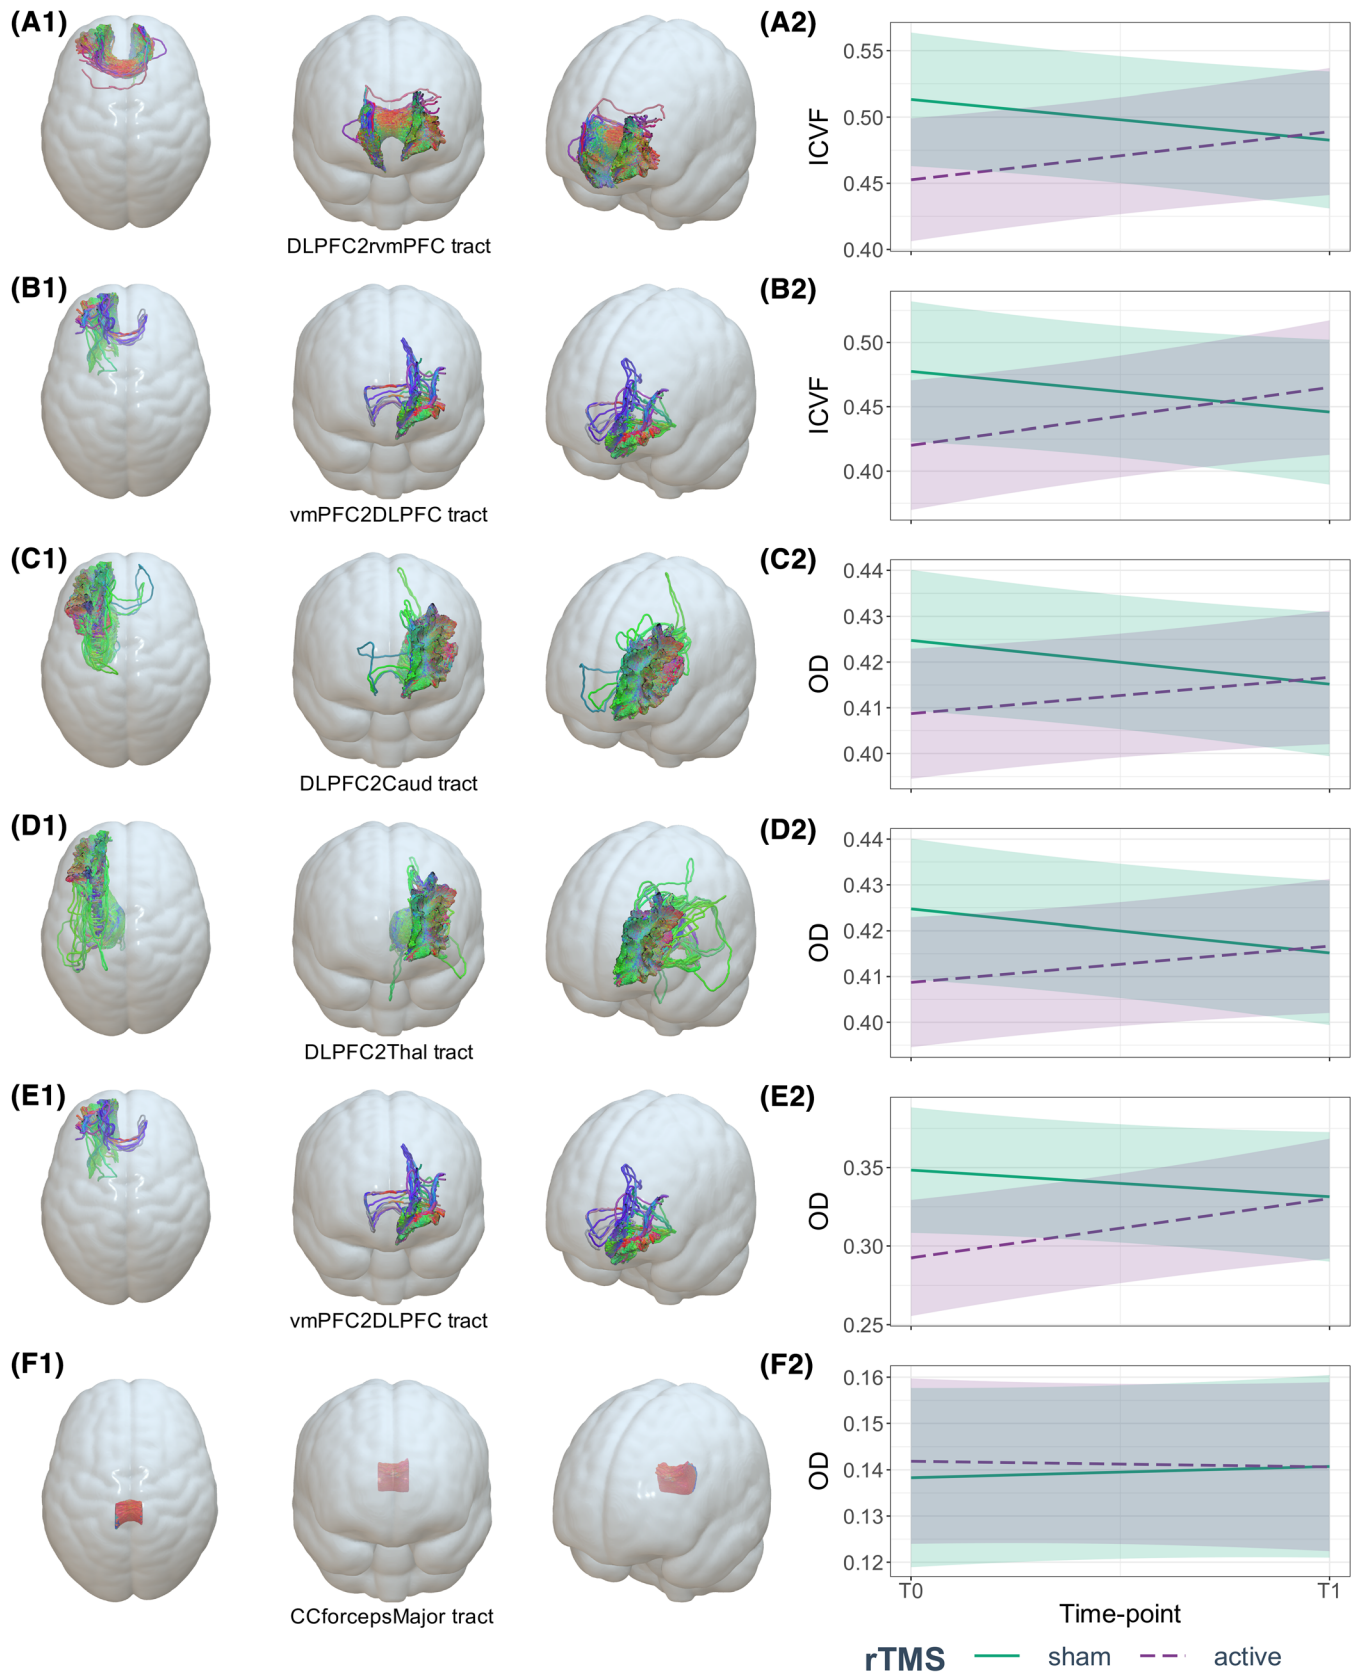 (A1)
DLPFC2rvmPFC tract
(A2)
ICVF
0.55
0.50
0.45
0.40
(B1)
vmPFC2DLPFC tract
(B2)
ICVF
0.50
0.45
0.40
(C1)
DLPFC2Caud tract
(C2)
OD
0.44
0.43
0.42
0.41
0.40
(D1)
DLPFC2Thal tract
(D2)
OD
0.44
0.43
0.42
0.41
0.40
(E1)
vmPFC2DLPFC tract
(E2)
OD
0.35
0.30
0.25
(F1)
CCforcepsMajor tract
(F2)
OD
0.16
0.15
0.14
0.13
0.12
T0 T1
Time-point
rTMS sham active